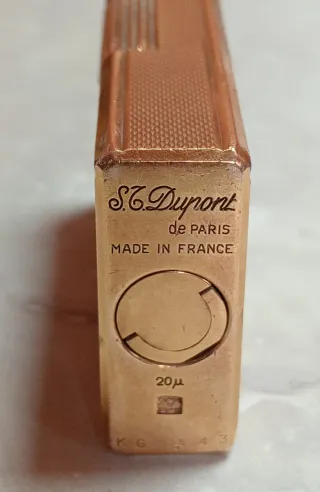 S.T.Dupont
de PARIS
MADE IN FRANCE
20µ